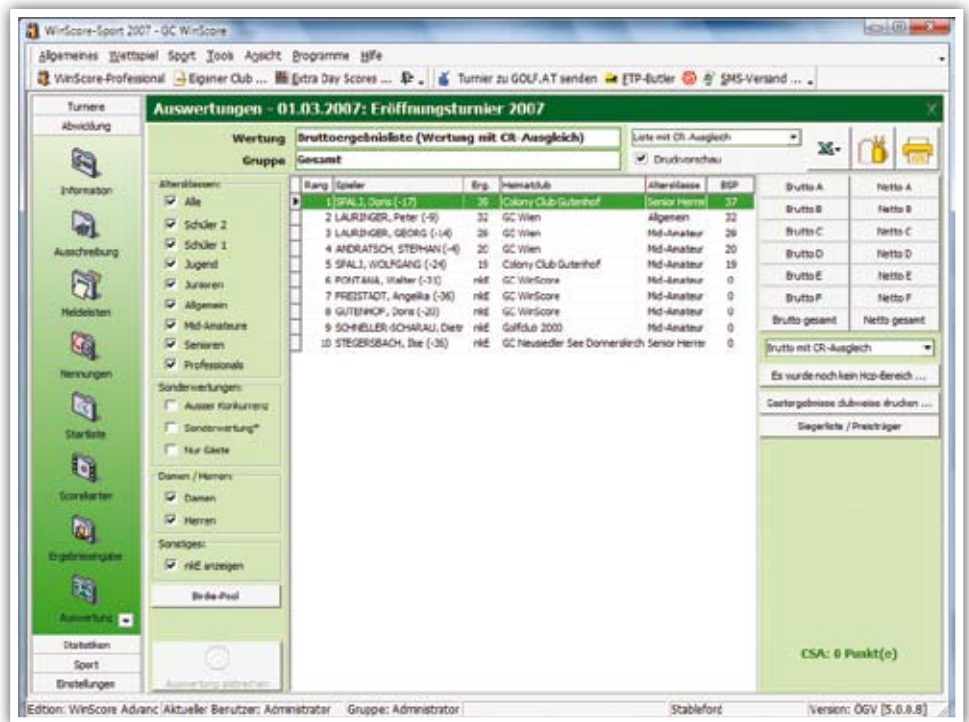 WinScore-Sport 2007 - GC WinScore
Allgemeines Wettspiel Sport Tools Ansicht Programme Hilfe
WinScore-Professional Eigener Club ... Extra Day Scores ... Turnier zu GOLF.AT senden ETP-Butler SMS-Versand ...
Turniere
Abwicklung
Information
Ausschreibung
Meldelisten
Nennungen
Startliste
Scorekarten
Ergebniseingabe
Auswertung
Statistiken
Sport
Einstellungen
Auswertungen - 01.03.2007: Eröffnungsturnier 2007
Wertung Bruttoergebnisliste (Wertung mit CR-Ausgleich)
Gruppe Gesamt
Liste mit CR-Ausgleich
Druckvorschau
Altersklassen:
Alle
Schüler 2
Schüler 1
Jugend
Junioren
Allgemein
Mid-Amateure
Senioren
Professionals
Sonderwertungen:
Ausser Konkurrenz
Sonderwertung*
Nur Gäste
Damen / Herren:
Damen
Herren
Sonstiges:
nkE anzeigen
Birdie-Pool
Auswertung abbrechen
Rang Spieler Erg. Heimatclub Altersklasse BSP
1 SPALJ, Doris (-17) Colony Club Gutenhof Senior Herren 37
2 LAURINGER, Peter (-9) 32 GC Wien Allgemein 32
3 LAURINGER, GEORG (-14) 29 GC Wien Mid-Amateur 29
4 ANDRATSCH, STEPHAN (-4) 20 GC Wien Mid-Amateur 20
5 SPALJ, WOLFGANG (-24) 19 Colony Club Gutenhof Mid-Amateur 19
6 FONTANA, Walter (-31) nkE GC WinScore Mid-Amateur 0
7 FREISTADT, Angelika (-36) nkE GC WinScore Mid-Amateur 0
8 GUTENHOF, Doris (-20) nkE GC WinScore Mid-Amateur 0
9 SCHNELLER-SCHARAU, Dietr nkE Golfclub 2000 Mid-Amateur 0
10 STEGERSBACH, Ilse (-36) nkE GC Neusiedler See Donnerskirch Senior Herren 0
Brutto A Netto A
Brutto B Netto B
Brutto C Netto C
Brutto D Netto D
Brutto E Netto E
Brutto F Netto F
Brutto gesamt Netto gesamt
Brutto mit CR-Ausgleich
Es wurde noch kein Hcp-Bereich ...
Gastergebnisse clubweise drucken ...
Siegerliste / Preisträger
CSA: 0 Punkt(e)
Edition: WinScore Advanc Aktueller Benutzer: Administrator Gruppe: Administrator Stableford Version: ÖGV [5.0.0.8]